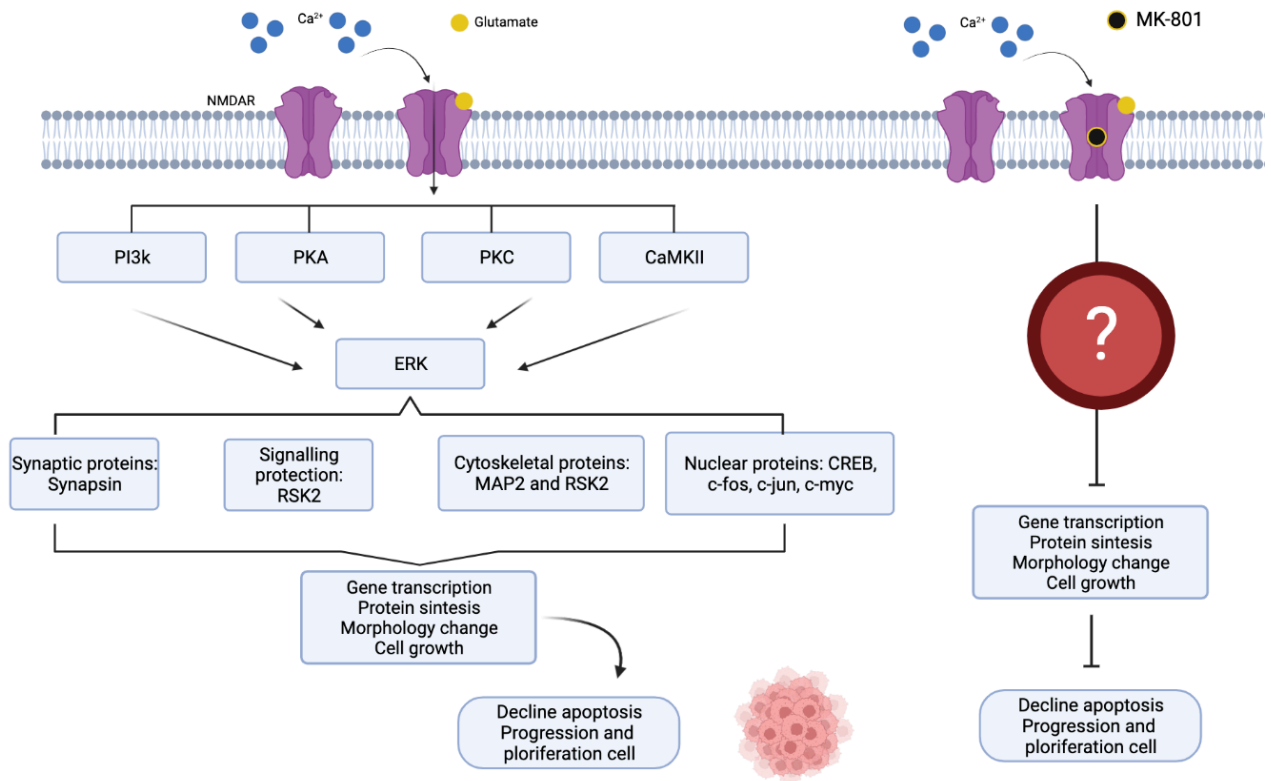 Ca²⁺
Glutamate
NMDAR
PI3k
PKA
PKC
CaMKII
ERK
Synaptic proteins:
Synapsin
Signalling
protection:
RSK2
Cytoskeletal proteins:
MAP2 and RSK2
Nuclear proteins: CREB,
c-fos, c-jun, c-myc
Gene transcription
Protein sintesis
Morphology change
Cell growth
Decline apoptosis
Progression and
ploriferation cell
Ca²⁺
MK-801
?
Gene transcription
Protein sintesis
Morphology change
Cell growth
Decline apoptosis
Progression and
ploriferation cell